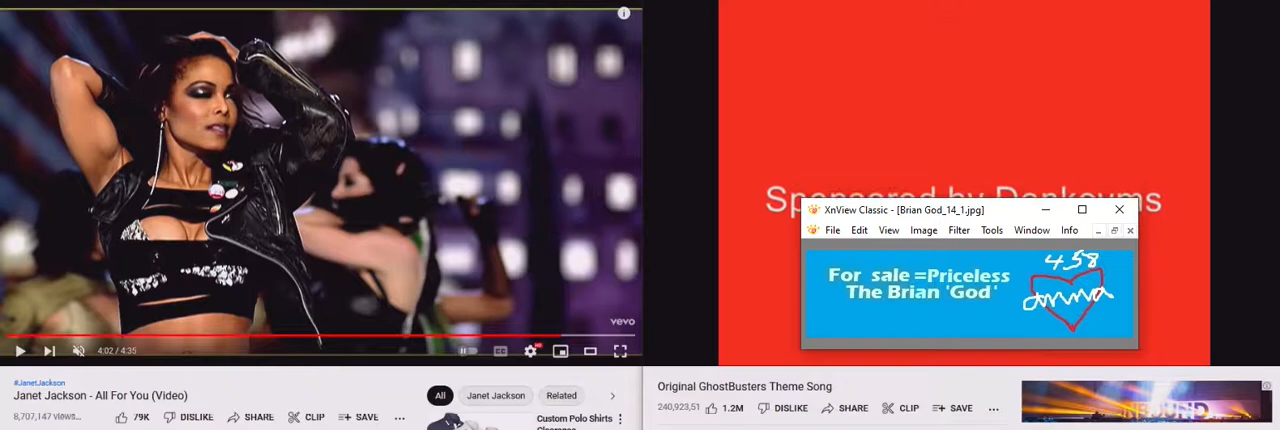 vevo
4:02 / 4:35
#JanetJackson
Janet Jackson - All For You (Video)
8,707,147 views...
79K
DISLIKE
SHARE
CLIP
SAVE
...
All
Janet Jackson
Related
Custom Polo Shirts
Sponsored by Donkeyms
XnView Classic - [Brian God_14_1.jpg]
File Edit View Image Filter Tools Window Info
For sale =Priceless
The Brian 'God'
458
anna
Original GhostBusters Theme Song
240,923,51
1.2M
DISLIKE
SHARE
CLIP
SAVE
...
INBOUND